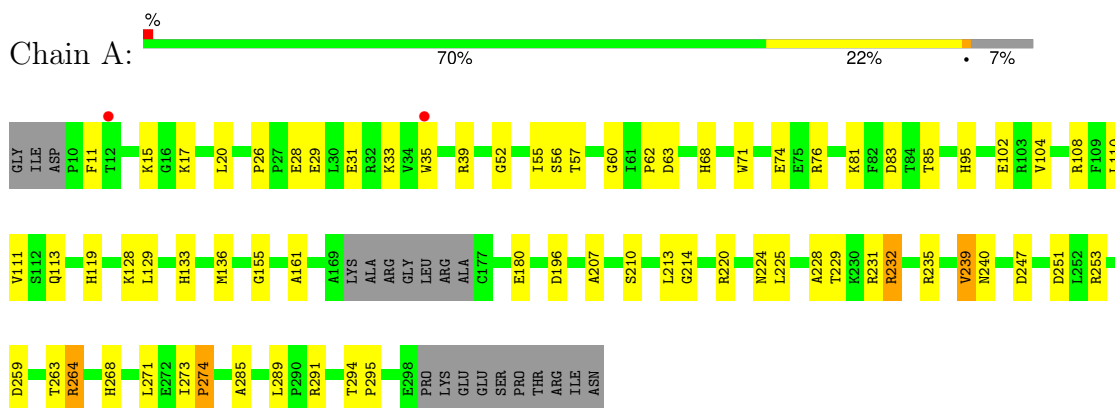 %
Chain A:
70% 22% • 7%
GLY ILE ASP P10 F11 T12 K15 G16 K17 L20 P26 P27 E28 E29 L30 E31 R32 K33 V34 W35 R39 G52 I55 S56 T57 G60 I61 P62 D63 H68 W71 E74 E75 R76 K81 F82 D83 T84 T85 H95 E102 R103 V104 R108 F109 L110
V111 S112 Q113 H119 K128 L129 H133 M136 G155 A161 A169 LYS ALA ARG GLY LEU ARG ALA C177 E180 D196 A207 S210 L213 G214 R220 N224 L225 A228 T229 K230 R231 R232 R235 V239 N240 D247 D251 L252 R253
D259 T263 R264 H268 L271 E272 I273 P274 A285 L289 P290 R291 T294 P295 E298 PRO LYS GLU GLU SER PRO THR ARG ILE ASN